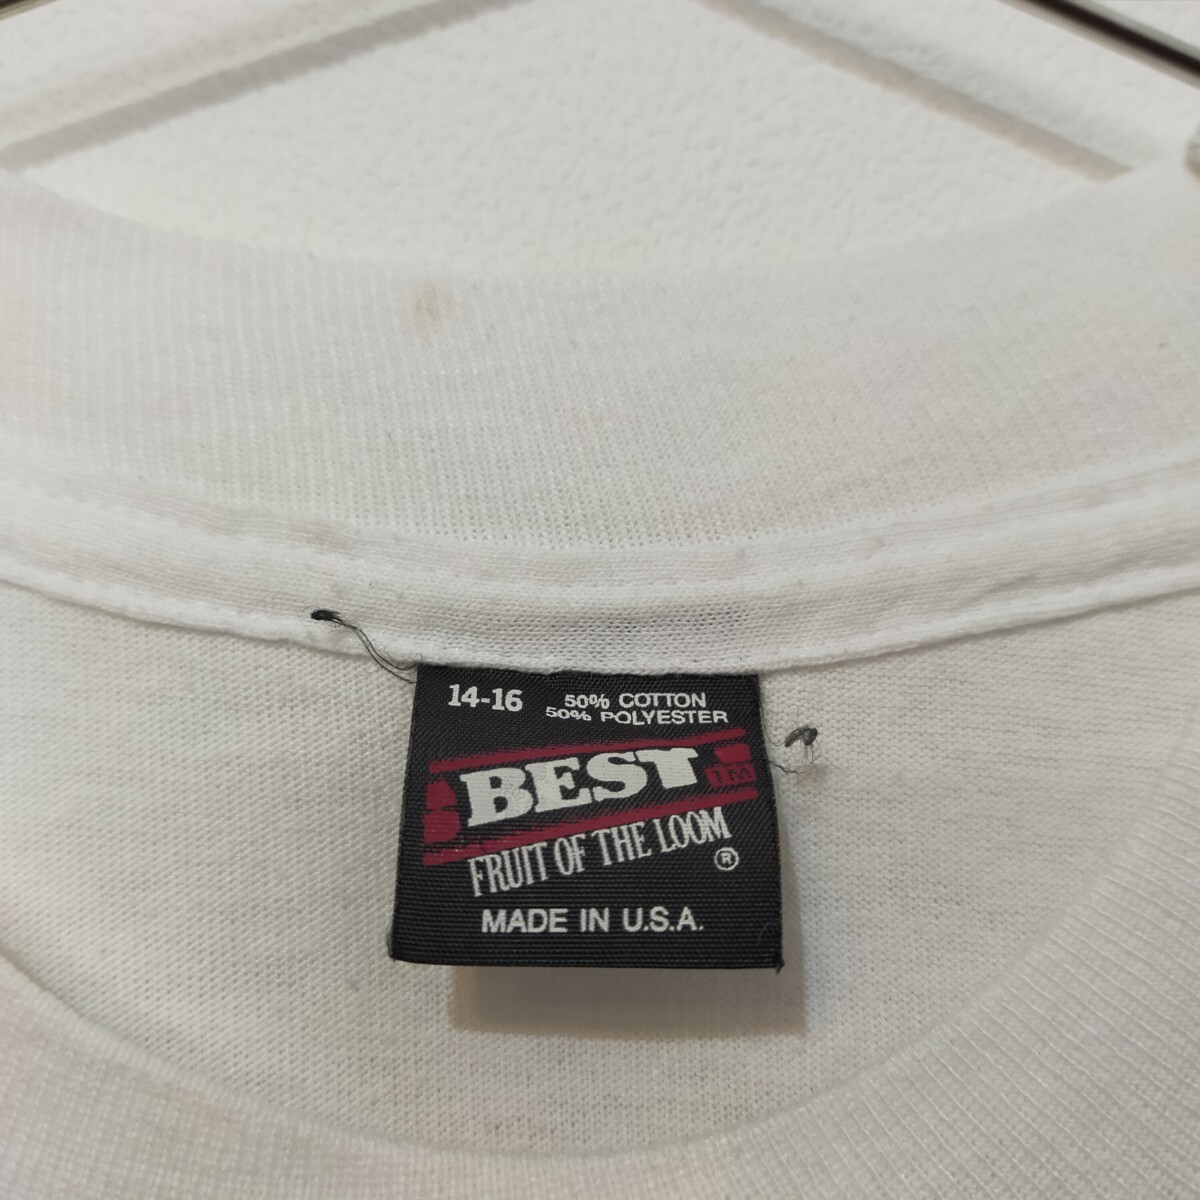 14-16
50% COTTON
50% POLYESTER
BEST TM
FRUIT OF THE LOOM ®
MADE IN U.S.A.